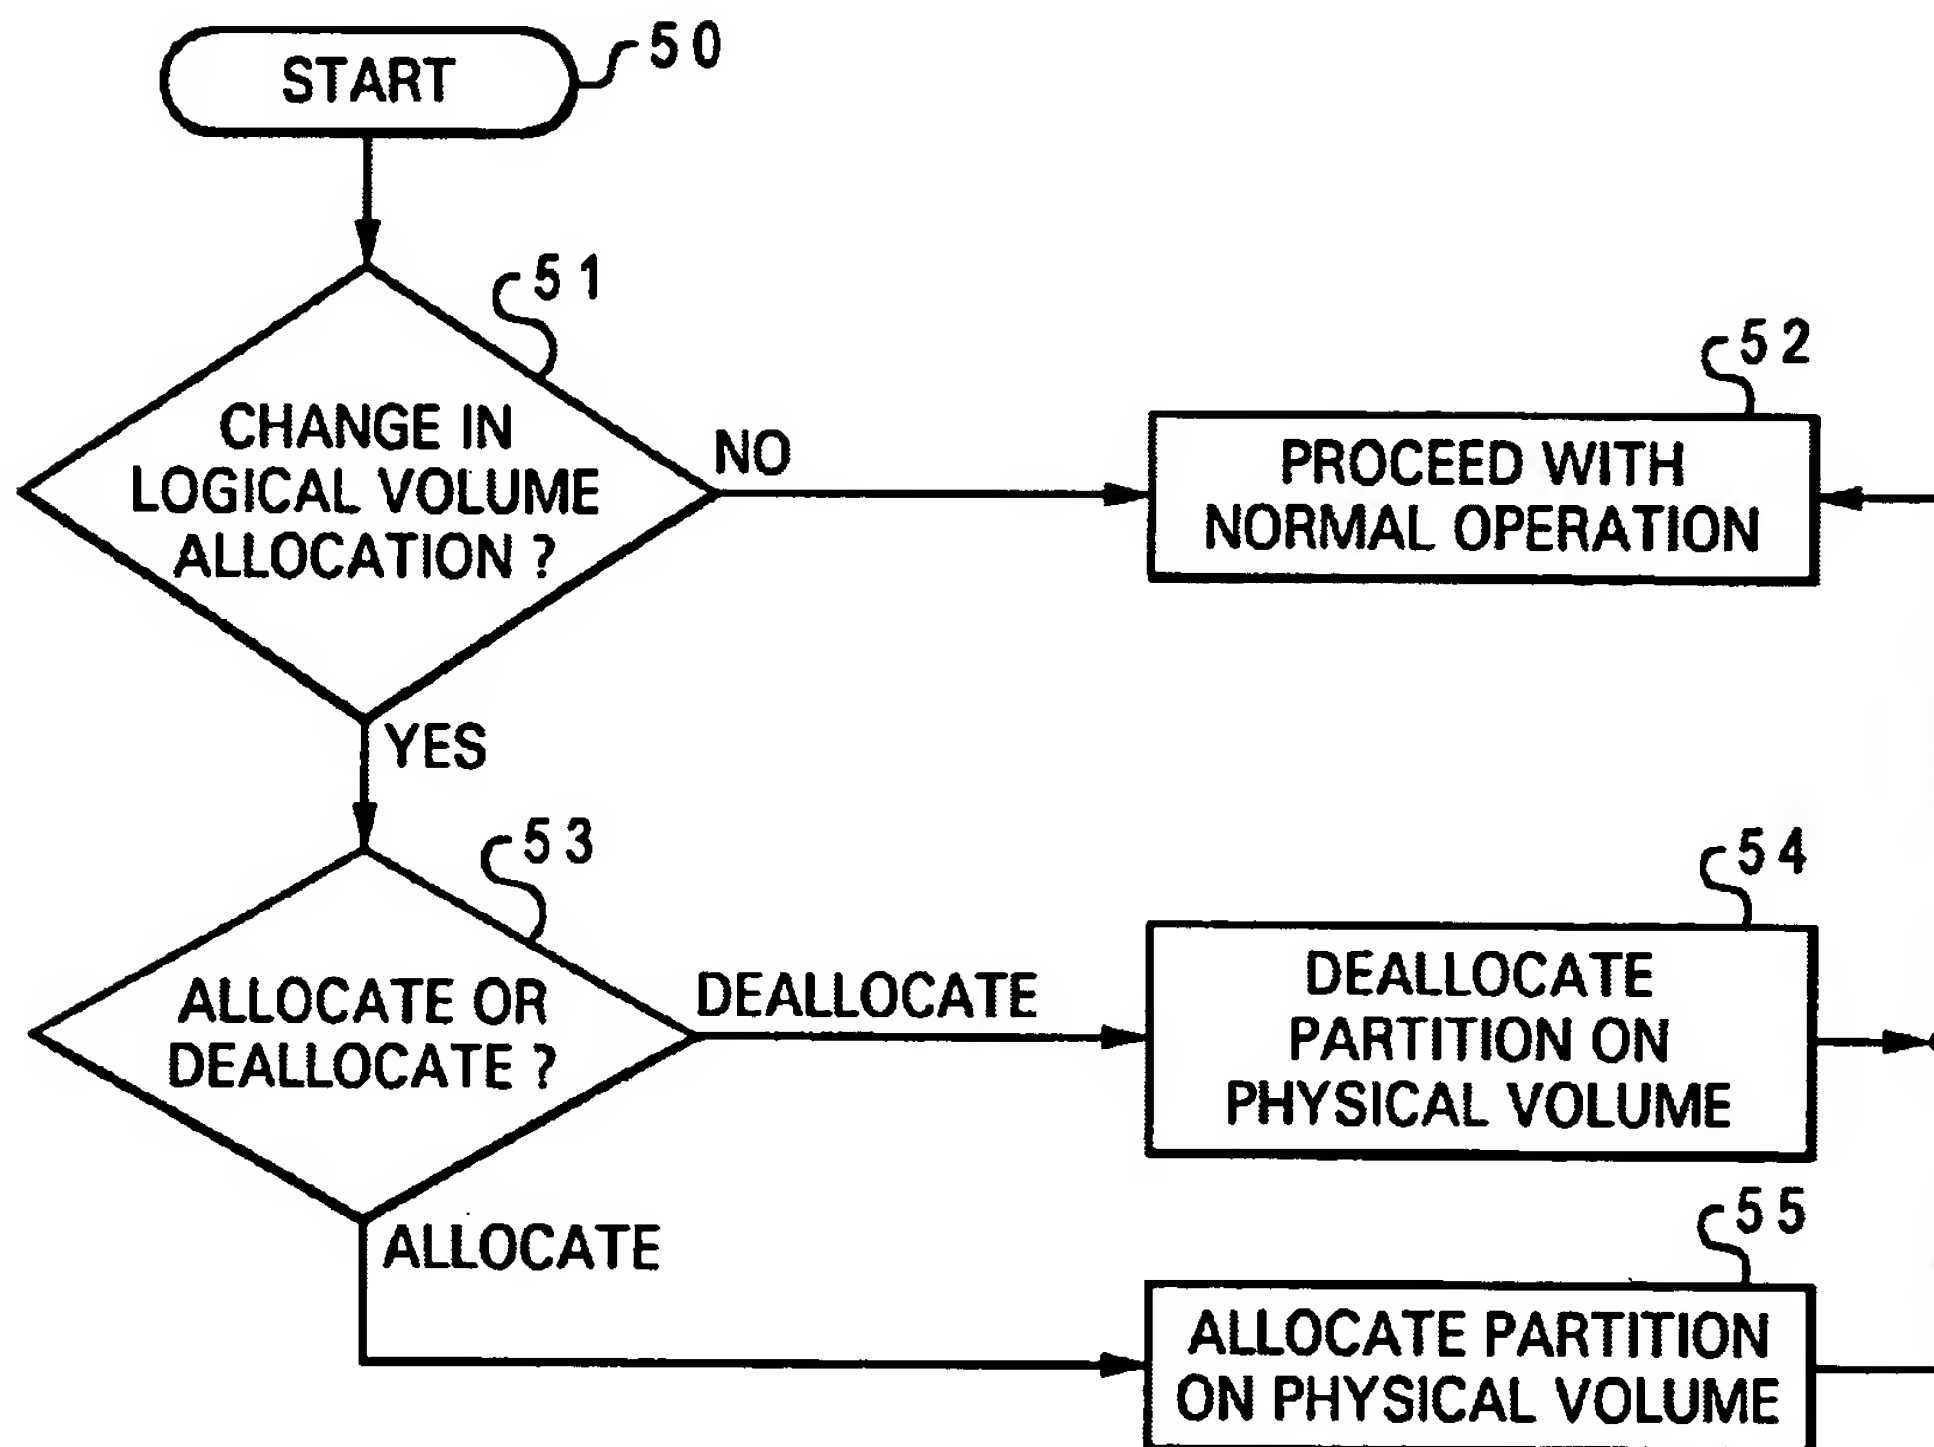 START
50
51
CHANGE IN
LOGICAL VOLUME
ALLOCATION ?
NO
52
PROCEED WITH
NORMAL OPERATION
YES
53
ALLOCATE OR
DEALLOCATE ?
DEALLOCATE
54
DEALLOCATE
PARTITION ON
PHYSICAL VOLUME
ALLOCATE
55
ALLOCATE PARTITION
ON PHYSICAL VOLUME